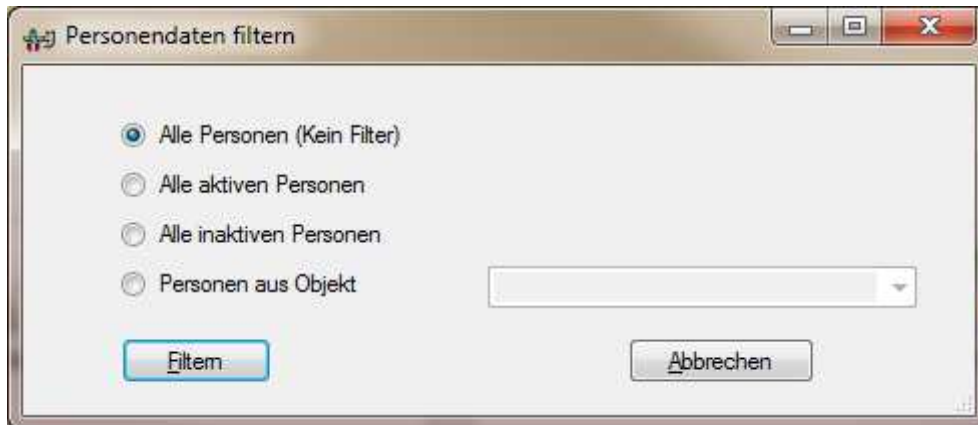 Personendaten filtern
Alle Personen (Kein Filter)
Alle aktiven Personen
Alle inaktiven Personen
Personen aus Objekt
Filtern
Abbrechen